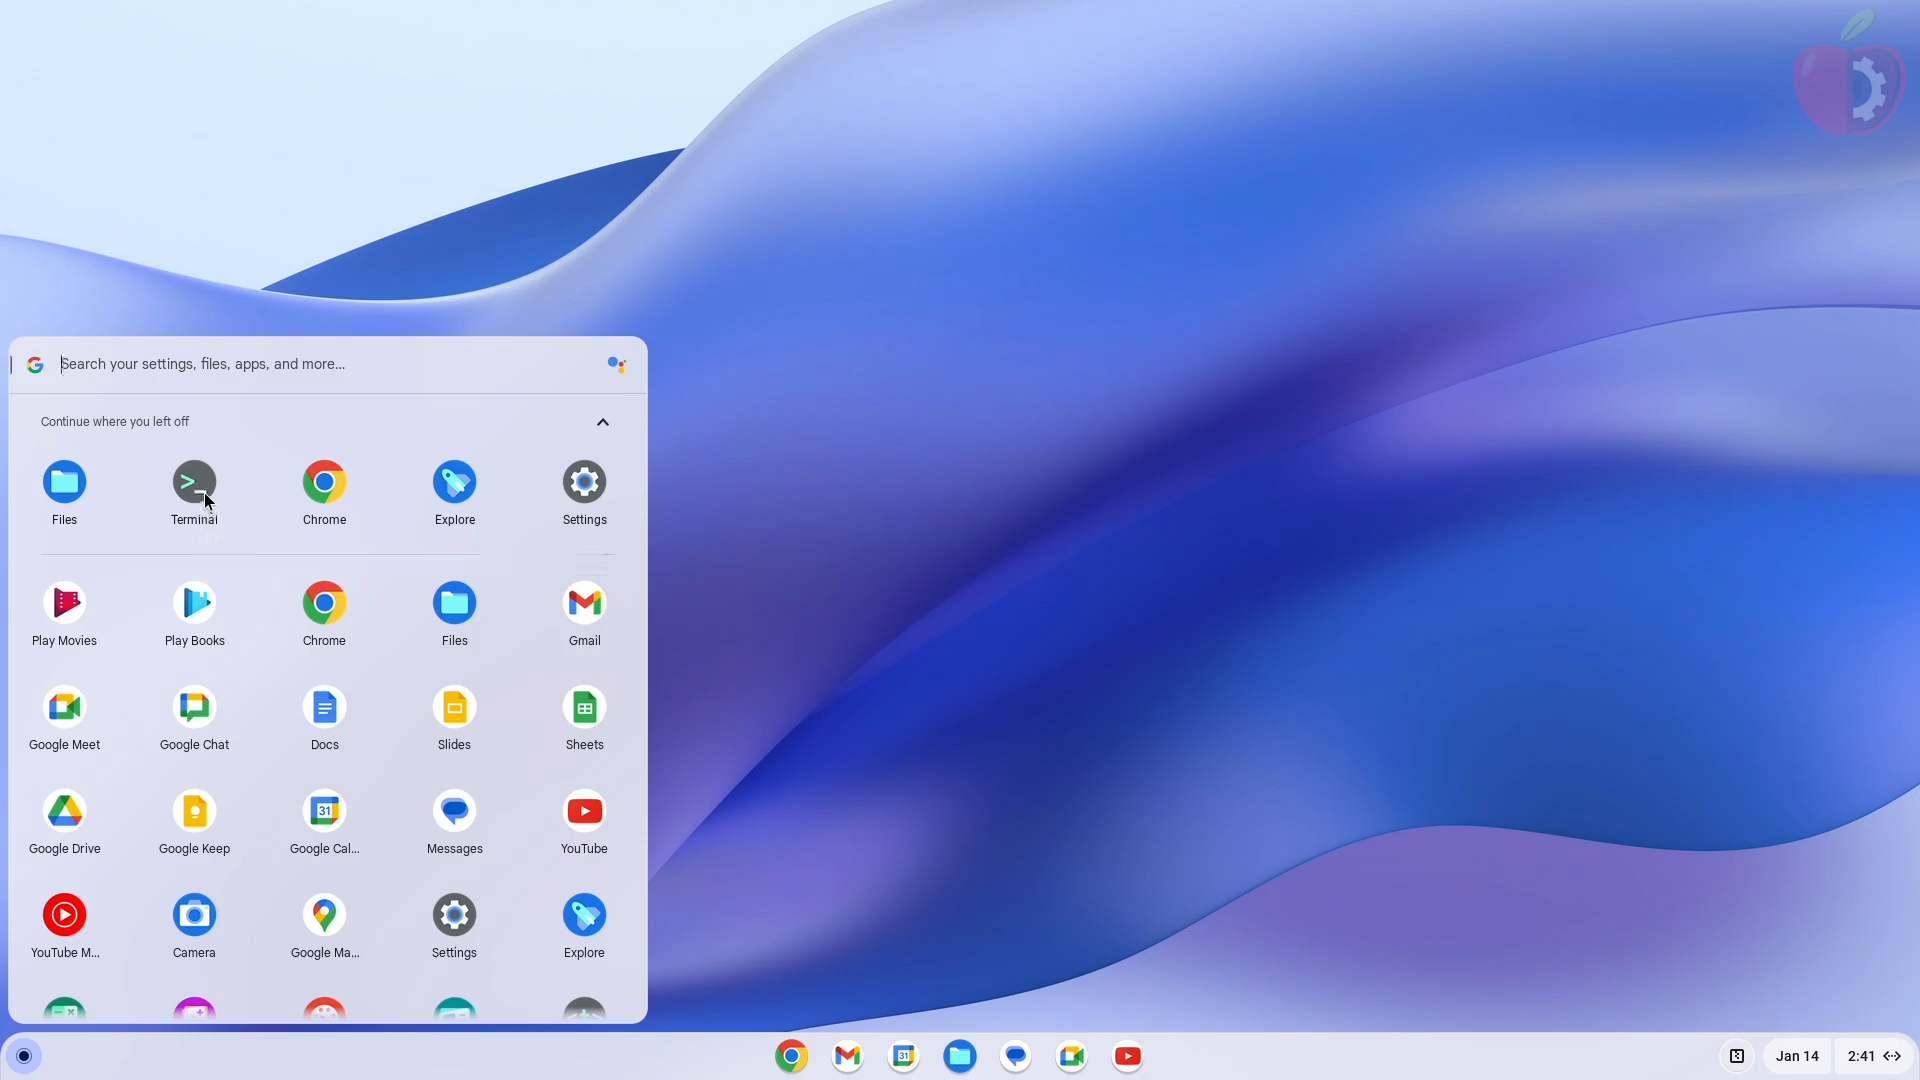 Search your settings, files, apps, and more...
Continue where you left off
Files
Terminal
Chrome
Explore
Settings
Play Movies
Play Books
Chrome
Files
Gmail
Google Meet
Google Chat
Docs
Slides
Sheets
31
Google Drive
Google Keep
Google Cal...
Messages
YouTube
YouTube M...
Camera
Google Ma...
Settings
Explore
31
Jan 14
2:41